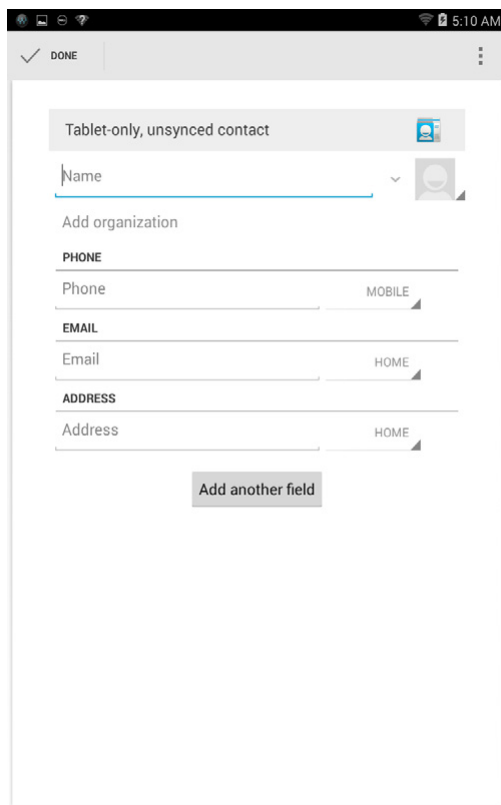 5:10 AM
DONE
Tablet-only, unsynced contact
Name
Add organization
PHONE
Phone MOBILE
EMAIL
Email HOME
ADDRESS
Address HOME
Add another field